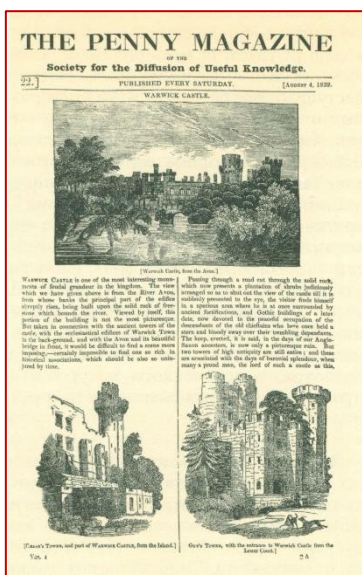 THE PENNY MAGAZINE
OF THE
Society for the Diffusion of Useful Knowledge.
22.]
PUBLISHED EVERY SATURDAY.
[August 4, 1832.
WARWICK CASTLE.
[Warwick Castle, from the Avon.]
Warwick Castle is one of the most interesting monu-
ments of feudal grandeur in the kingdom. The view
which we have given above is from the River Avon,
from whose banks the principal part of the edifice
abruptly rises, being built upon the solid rock of free-
stone which bounds the river. Viewed by itself, this
portion of the building is not the most picturesque.
But taken in connection with the ancient towers of the
castle, with the ecclesiastical edifices of Warwick Town
in the back-ground, and with the Avon and its beautiful
bridge in front, it would be difficult to find a scene more
imposing,—certainly impossible to find one so rich in
historical associations, which should be also so unin-
jured by time.
Passing through a road cut through the solid rock,
which now presents a plantation of shrubs judiciously
arranged so as to shut out the view of the castle till it is
suddenly presented to the eye, the visitor finds himself
in a spacious area where he is at once surrounded by
ancient fortifications, and Gothic buildings of a later
date, now devoted to the peaceful occupation of the
descendants of the old chieftains who have once held a
stern and bloody sway over their trembling dependants.
The keep, erected, it is said, in the days of our Anglo-
Saxon ancestors, is now only a picturesque ruin. But
two towers of high antiquity are still entire; and these
are associated with the days of baronial splendour, when
many a proud man, the lord of such a castle as this,
[Cæsar's Tower, and part of Warwick Castle, from the Island.]
Guy's Tower, with the entrance to Warwick Castle from the
Lower Court.]
Vol. I
2 A